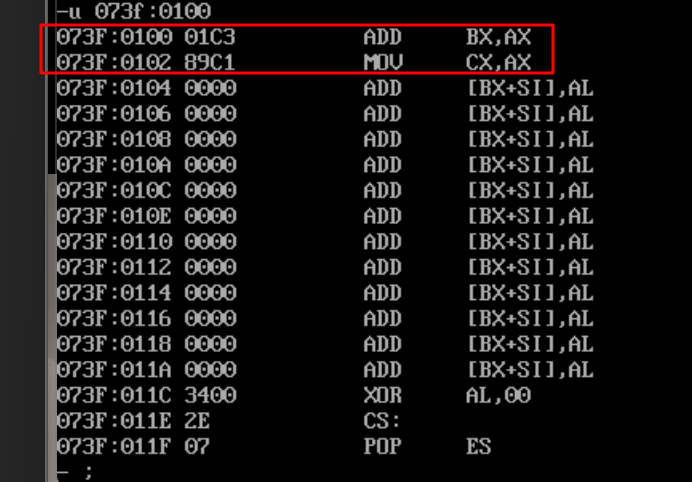 -u 073f:0100
073F:0100 01C3 ADD BX,AX
073F:0102 89C1 MOV CX,AX
073F:0104 0000 ADD [BX+SI],AL
073F:0106 0000 ADD [BX+SI],AL
073F:0108 0000 ADD [BX+SI],AL
073F:010A 0000 ADD [BX+SI],AL
073F:010C 0000 ADD [BX+SI],AL
073F:010E 0000 ADD [BX+SI],AL
073F:0110 0000 ADD [BX+SI],AL
073F:0112 0000 ADD [BX+SI],AL
073F:0114 0000 ADD [BX+SI],AL
073F:0116 0000 ADD [BX+SI],AL
073F:0118 0000 ADD [BX+SI],AL
073F:011A 0000 ADD [BX+SI],AL
073F:011C 3400 XOR AL,00
073F:011E 2E CS:
073F:011F 07 POP ES
- ;